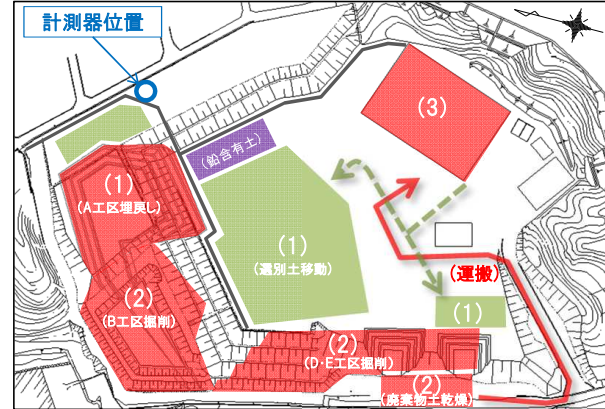 計測器位置
(3)
(鉛含有土)
(1)
(A工区埋戻し)
(1)
(選別土移動)
(運搬)
(2)
(B工区掘削)
(1)
(2)
(D・E工区掘削)
(2)
(廃棄物土乾燥)